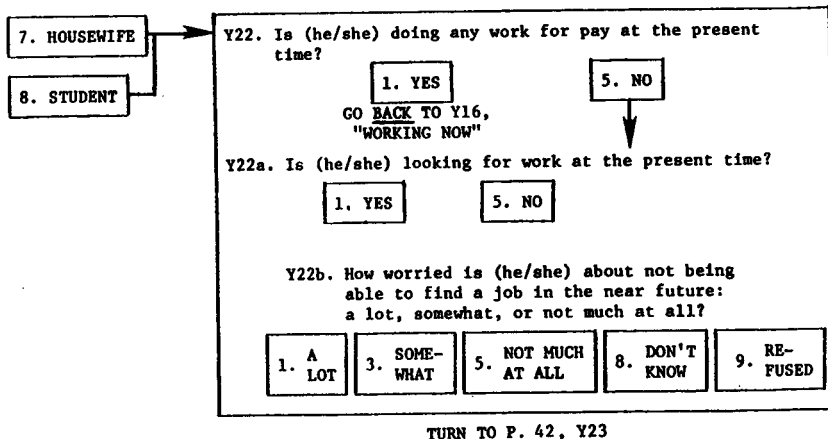 7. HOUSEWIFE
8. STUDENT
Y22. Is (he/she) doing any work for pay at the present
time?
1. YES
5. NO
GO BACK TO Y16,
"WORKING NOW"
Y22a. Is (he/she) looking for work at the present time?
1. YES
5. NO
Y22b. How worried is (he/she) about not being
able to find a job in the near future:
a lot, somewhat, or not much at all?
1. A LOT
3. SOME-WHAT
5. NOT MUCH AT ALL
8. DON'T KNOW
9. RE-FUSED
TURN TO P. 42, Y23